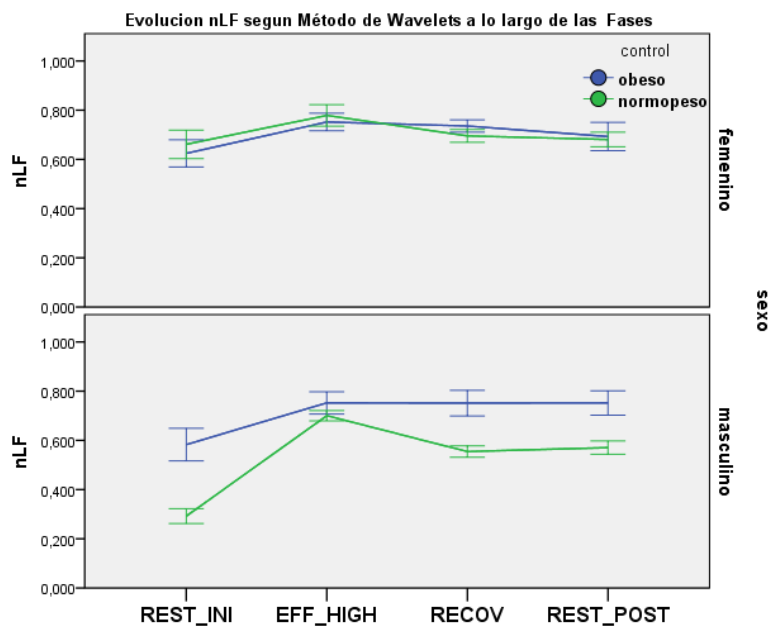 Evolucion nLF segun Método de Wavelets a lo largo de las Fases
control
obeso
normopeso
1,000
0,800
0,600
0,400
0,200
0,000
nLF
femenino
sexo
1,000
0,800
0,600
0,400
0,200
0,000
nLF
masculino
REST_INI EFF_HIGH RECOV REST_POST